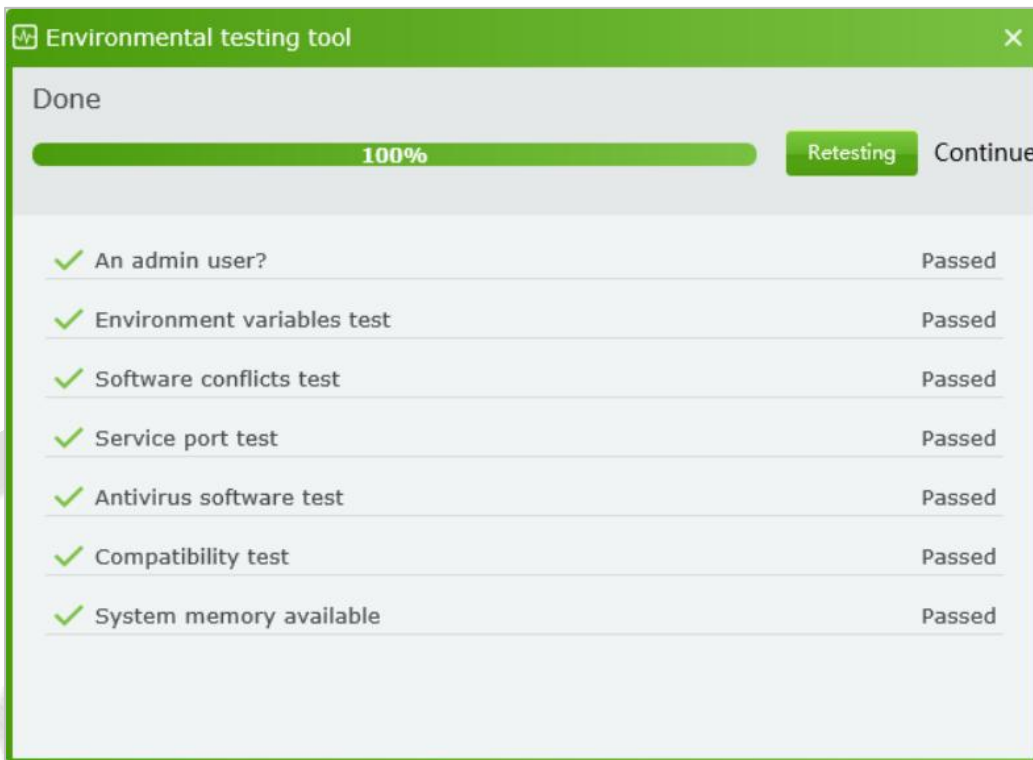 Environmental testing tool
Done
100% Retesting Continue
An admin user? Passed
Environment variables test Passed
Software conflicts test Passed
Service port test Passed
Antivirus software test Passed
Compatibility test Passed
System memory available Passed